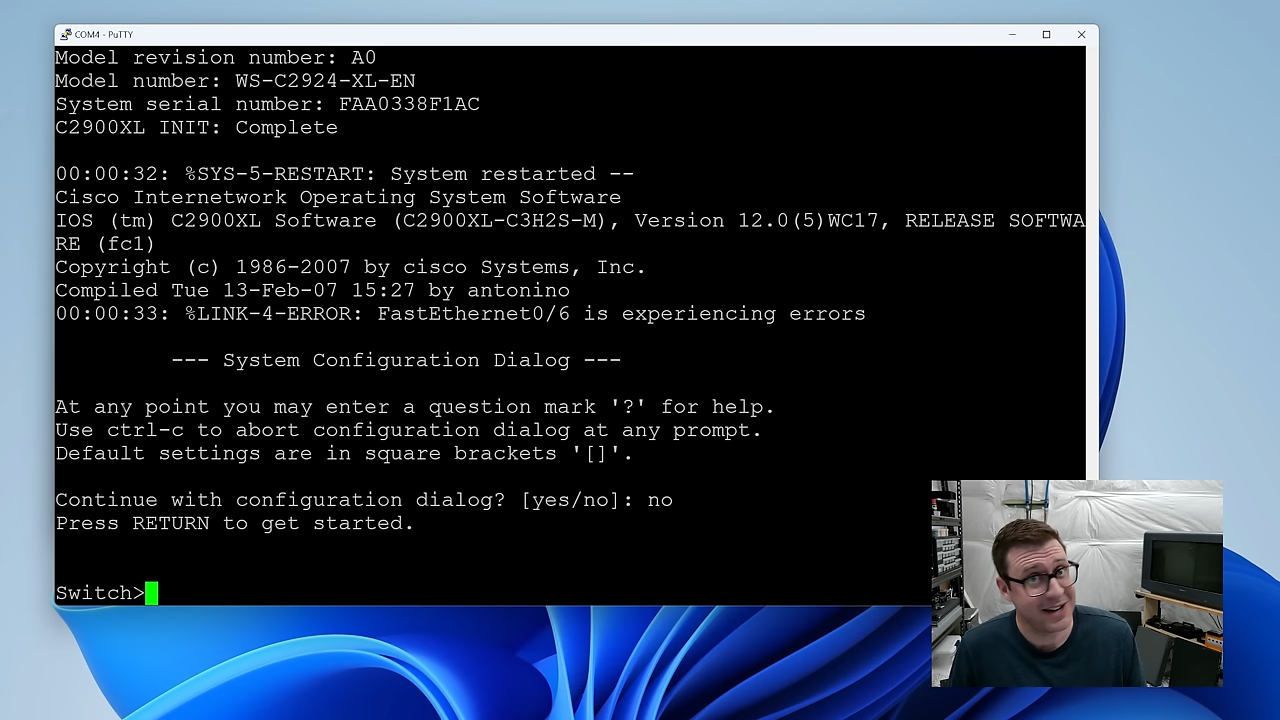 COM4 - PuTTY
Model revision number: A0
Model number: WS-C2924-XL-EN
System serial number: FAA0338F1AC
C2900XL INIT: Complete
00:00:32: %SYS-5-RESTART: System restarted --
Cisco Internetwork Operating System Software
IOS (tm) C2900XL Software (C2900XL-C3H2S-M), Version 12.0(5)WC17, RELEASE SOFTWA
RE (fc1)
Copyright (c) 1986-2007 by cisco Systems, Inc.
Compiled Tue 13-Feb-07 15:27 by antonino
00:00:33: %LINK-4-ERROR: FastEthernet0/6 is experiencing errors
--- System Configuration Dialog ---
At any point you may enter a question mark '?' for help.
Use ctrl-c to abort configuration dialog at any prompt.
Default settings are in square brackets '[]'.
Continue with configuration dialog? [yes/no]: no
Press RETURN to get started.
Switch>